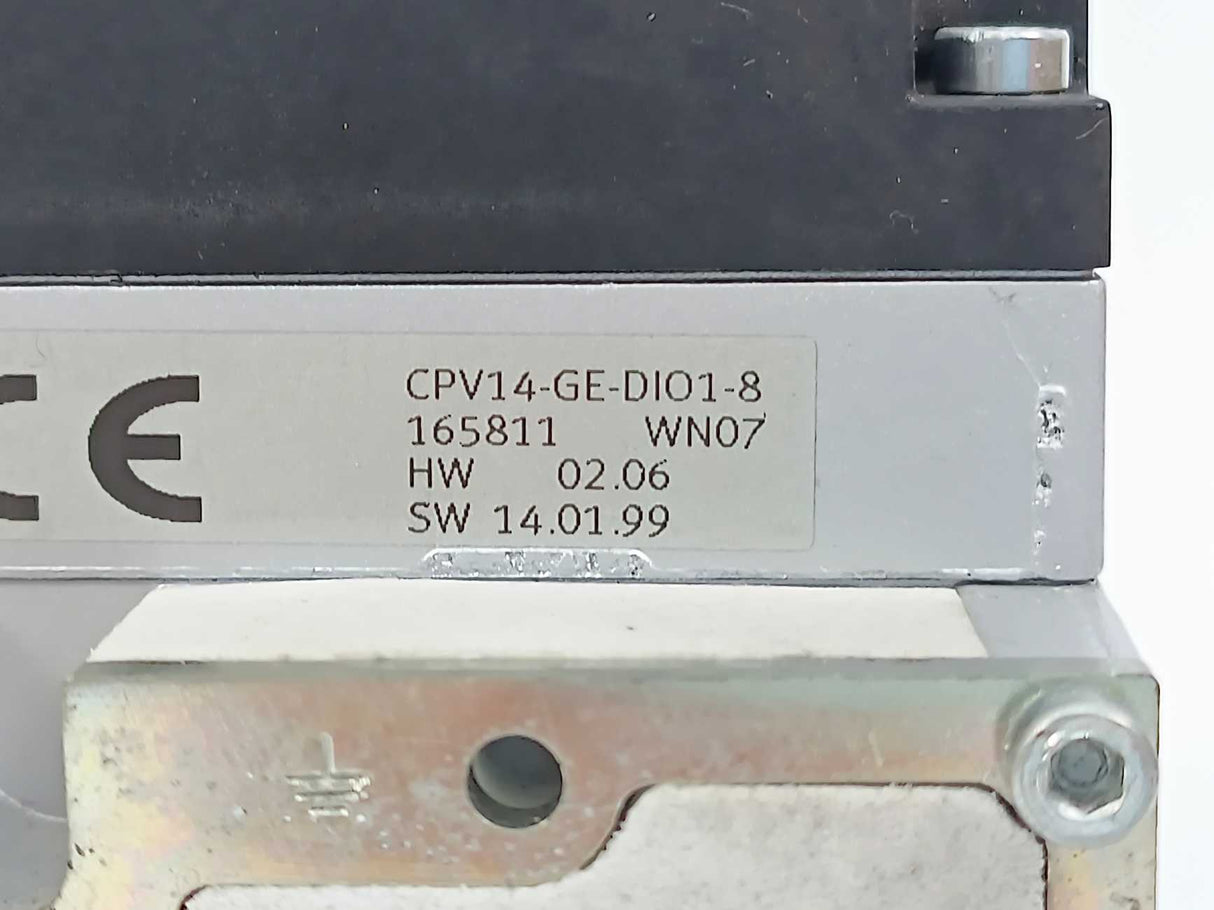 CE
CPV14-GE-DIO1-8
165811 WN07
HW 02.06
SW 14.01.99